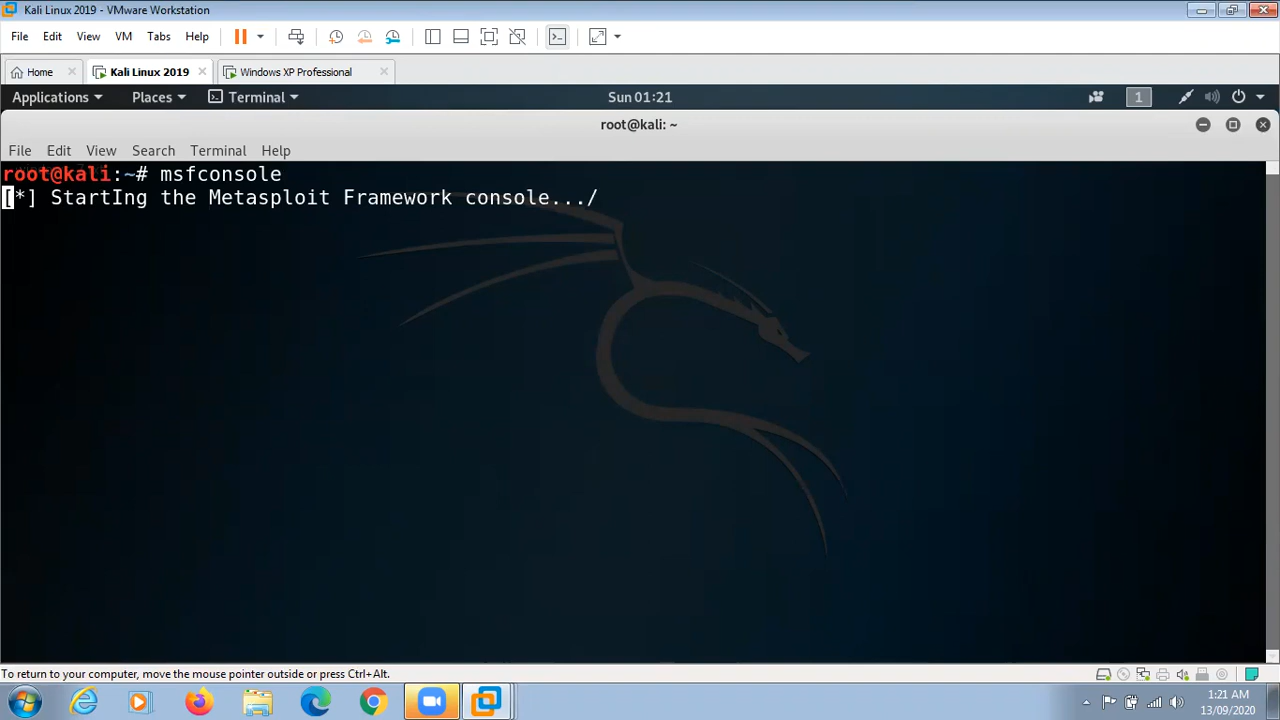 Kali Linux 2019 - VMware Workstation
File Edit View VM Tabs Help
Home Kali Linux 2019 Windows XP Professional
Applications Places Terminal Sun 01:21 1
root@kali: ~
File Edit View Search Terminal Help
root@kali:~# msfconsole
[*] StartIng the Metasploit Framework console.../
To return to your computer, move the mouse pointer outside or press Ctrl+Alt.
1:21 AM
13/09/2020